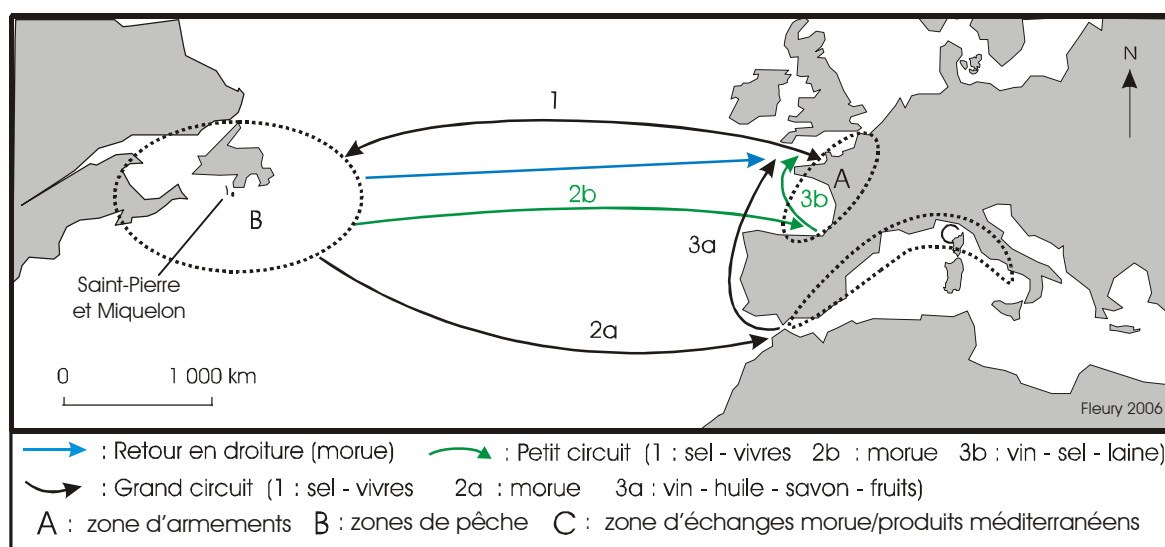 N
1
A
2b
3b
B
C
3a
Saint-Pierre
et Miquelon
2a
0 1 000 km
Fleury 2006
: Retour en droiture (morue) : Petit circuit (1 : sel - vivres 2b : morue 3b : vin - sel - laine)
: Grand circuit (1 : sel - vivres 2a : morue 3a : vin - huile - savon - fruits)
A : zone d'armements B : zones de pêche C : zone d'échanges morue/produits méditerranéens